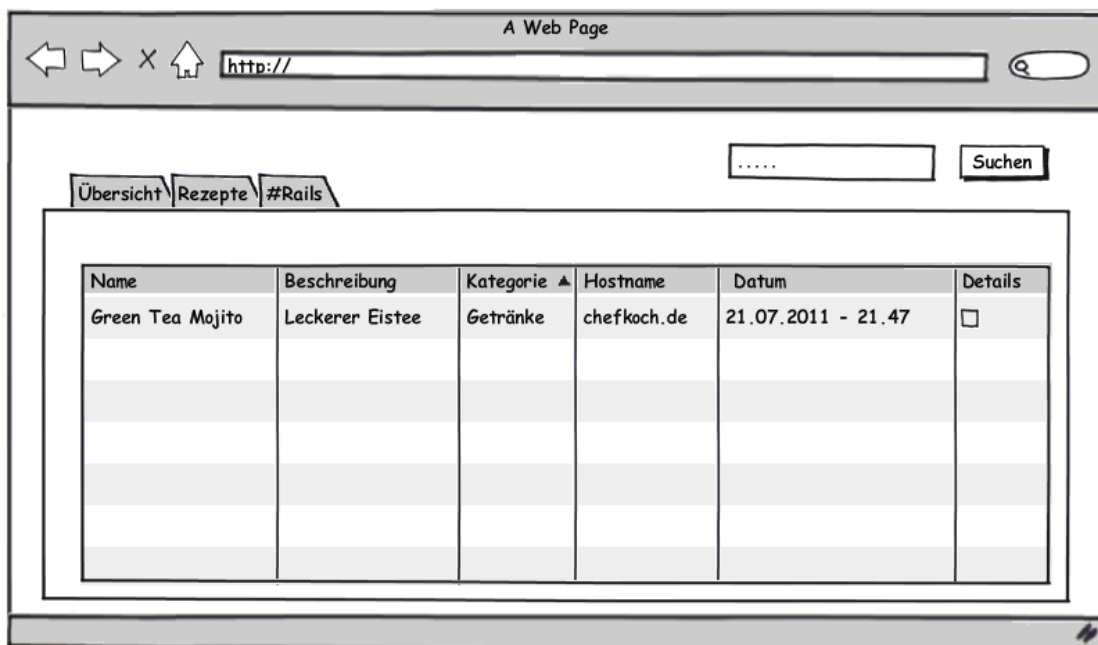 A Web Page
http://
..... Suchen
Übersicht Rezepte #Rails
Name Beschreibung Kategorie ▲ Hostname Datum Details
Green Tea Mojito Leckerer Eistee Getränke chefkoch.de 21.07.2011 - 21.47